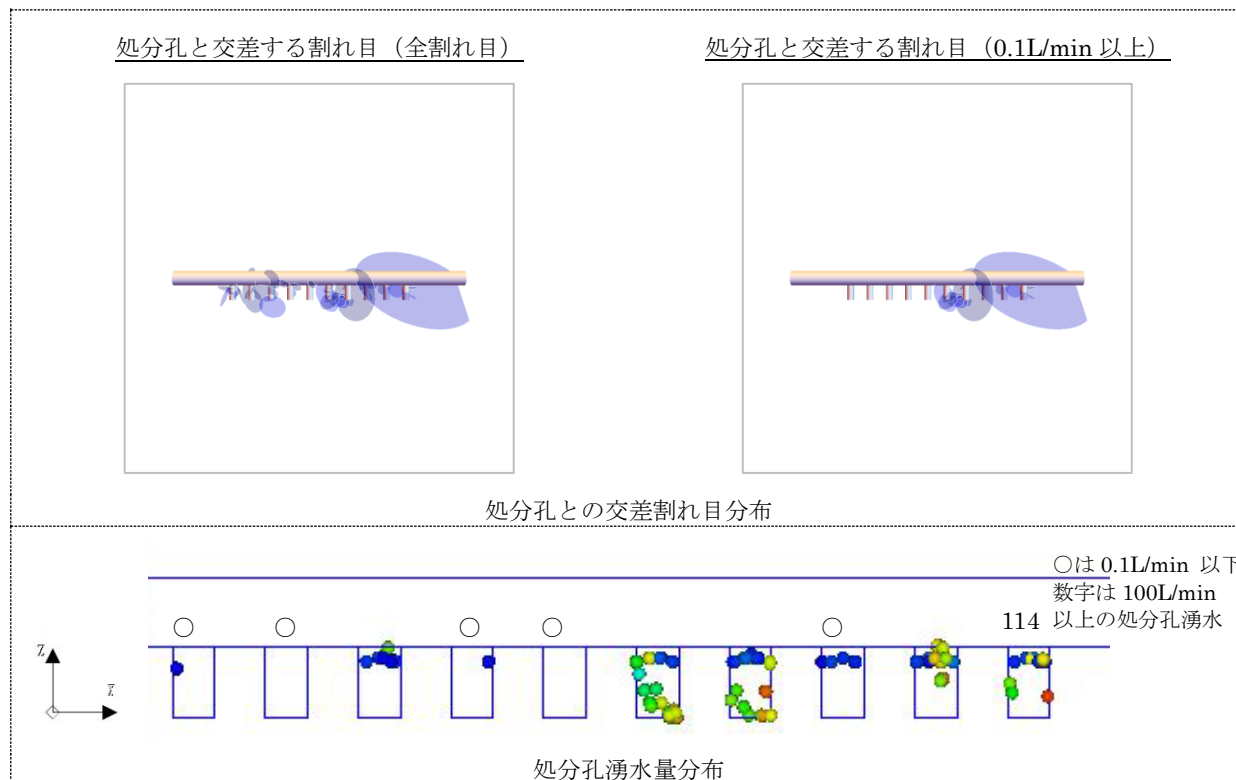 処分孔と交差する割れ目（全割れ目）
処分孔と交差する割れ目（0.1L/min 以上）
処分孔との交差割れ目分布
○は 0.1L/min 以下
数字は 100L/min
114 以上の処分孔湧水
○ ○ ○ ○ ○
Z
処分孔湧水量分布